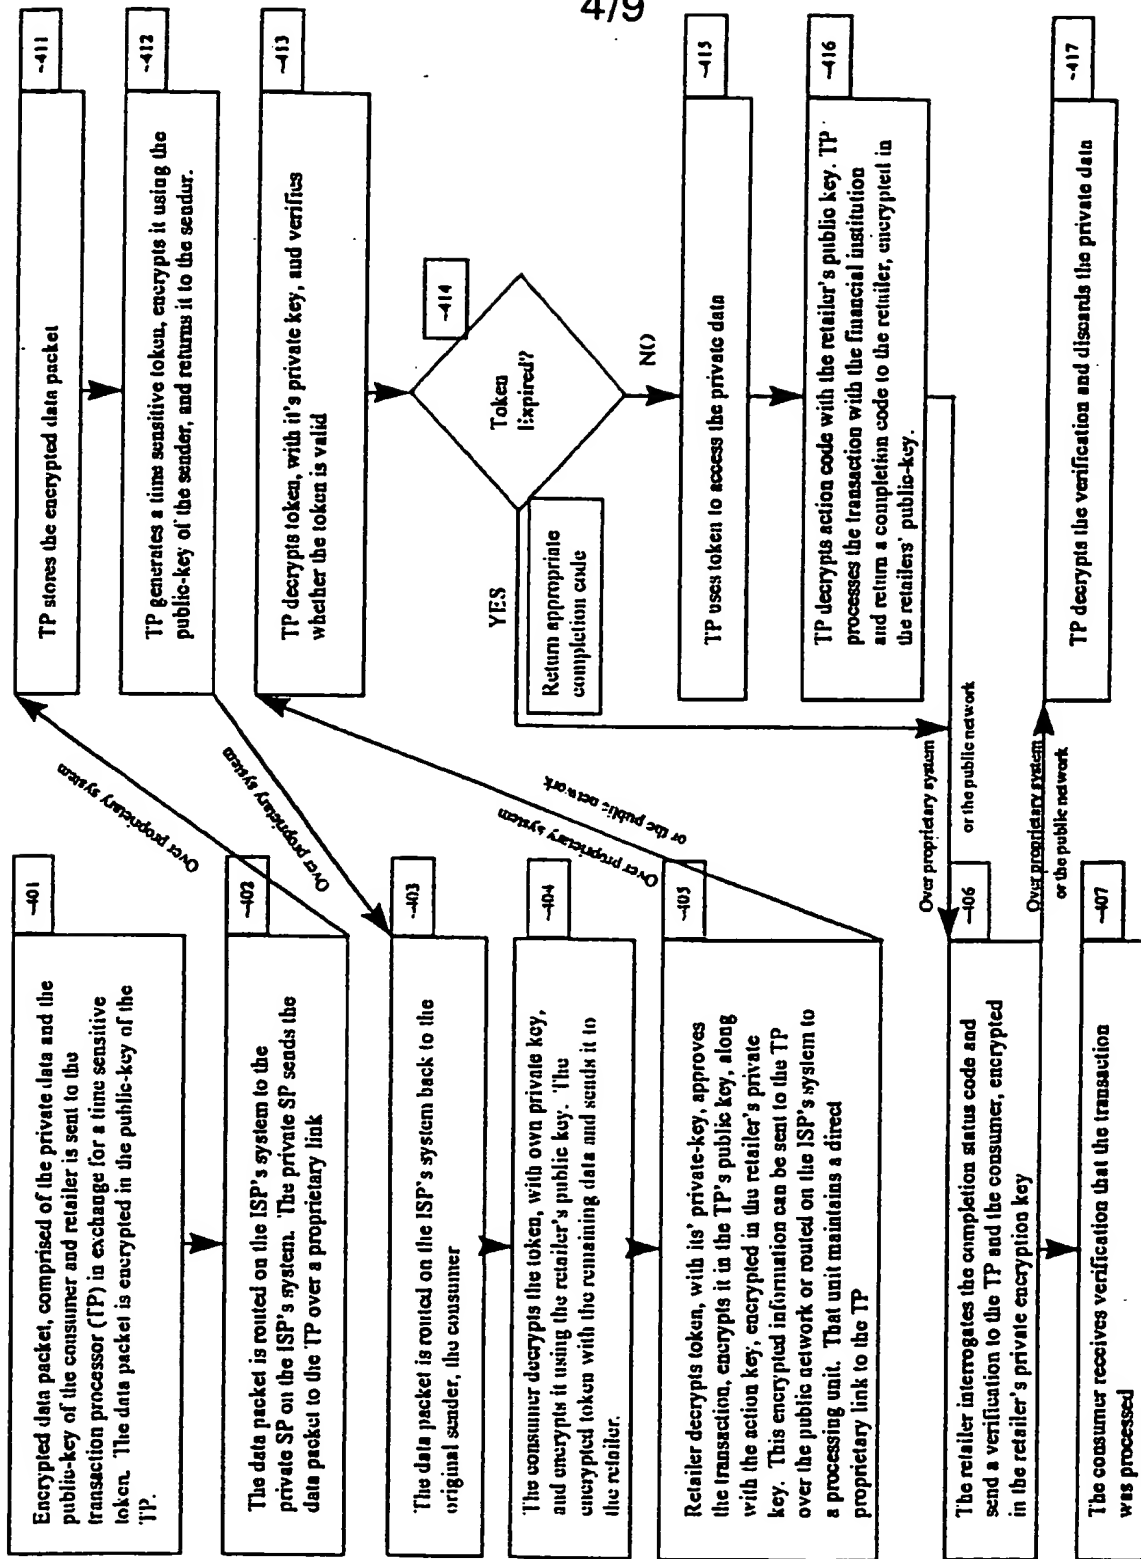 4/9
~401
Encrypted data packet, comprised of the private data and the
public-key of the consumer and retailer is sent to the
transaction processor (TP) in exchange for a time sensitive
token. The data packet is encrypted in the public-key of the
TP.
~402
The data packet is routed on the ISP's system to the
private SP on the ISP's system. The private SP sends the
data packet to the TP over a proprietary link
Over proprietary system
~411
TP stores the encrypted data packet
~412
TP generates a time sensitive token, encrypts it using the
public-key of the sender, and returns it to the sendur.
Over proprietary system
~403
The data packet is routed on the ISP's system back to the
original sender, the consumer
~404
The consumer decrypts the token, with own private key,
and encrypts it using the retailer's public key. The
encrypted token with the remaining data and sends it to
the retailer.
~405
Retailer decrypts token, with its' private-key, approves
the transaction, encrypts it in the TP's public key, along
with the action key, encrypted in the retailer's private
key. This encrypted information can be sent to the TP
over the public network or routed on the ISP's system to
a processing unit. That unit maintains a direct
proprietary link to the TP
Over proprietary system
or the public network
~413
TP decrypts token, with it's private key, and verifies
whether the token is valid
~414
Token
Expired?
YES
Return appropriate
completion code
NO
~415
TP uses token to access the private data
~416
TP decrypts action code with the retailer's public key. TP
processes the transaction with the financial institution
and return a completion code to the retailer, encrypted in
the retailers' public-key.
Over proprietary system
or the public network
~406
The retailer interrogates the completion status code and
send a verification to the TP and the consumer, encrypted
in the retailer's private encryption key
Over proprietary system
or the public network
~417
TP decrypts the verification and discards the private data
~407
The consumer receives verification that the transaction
was processed